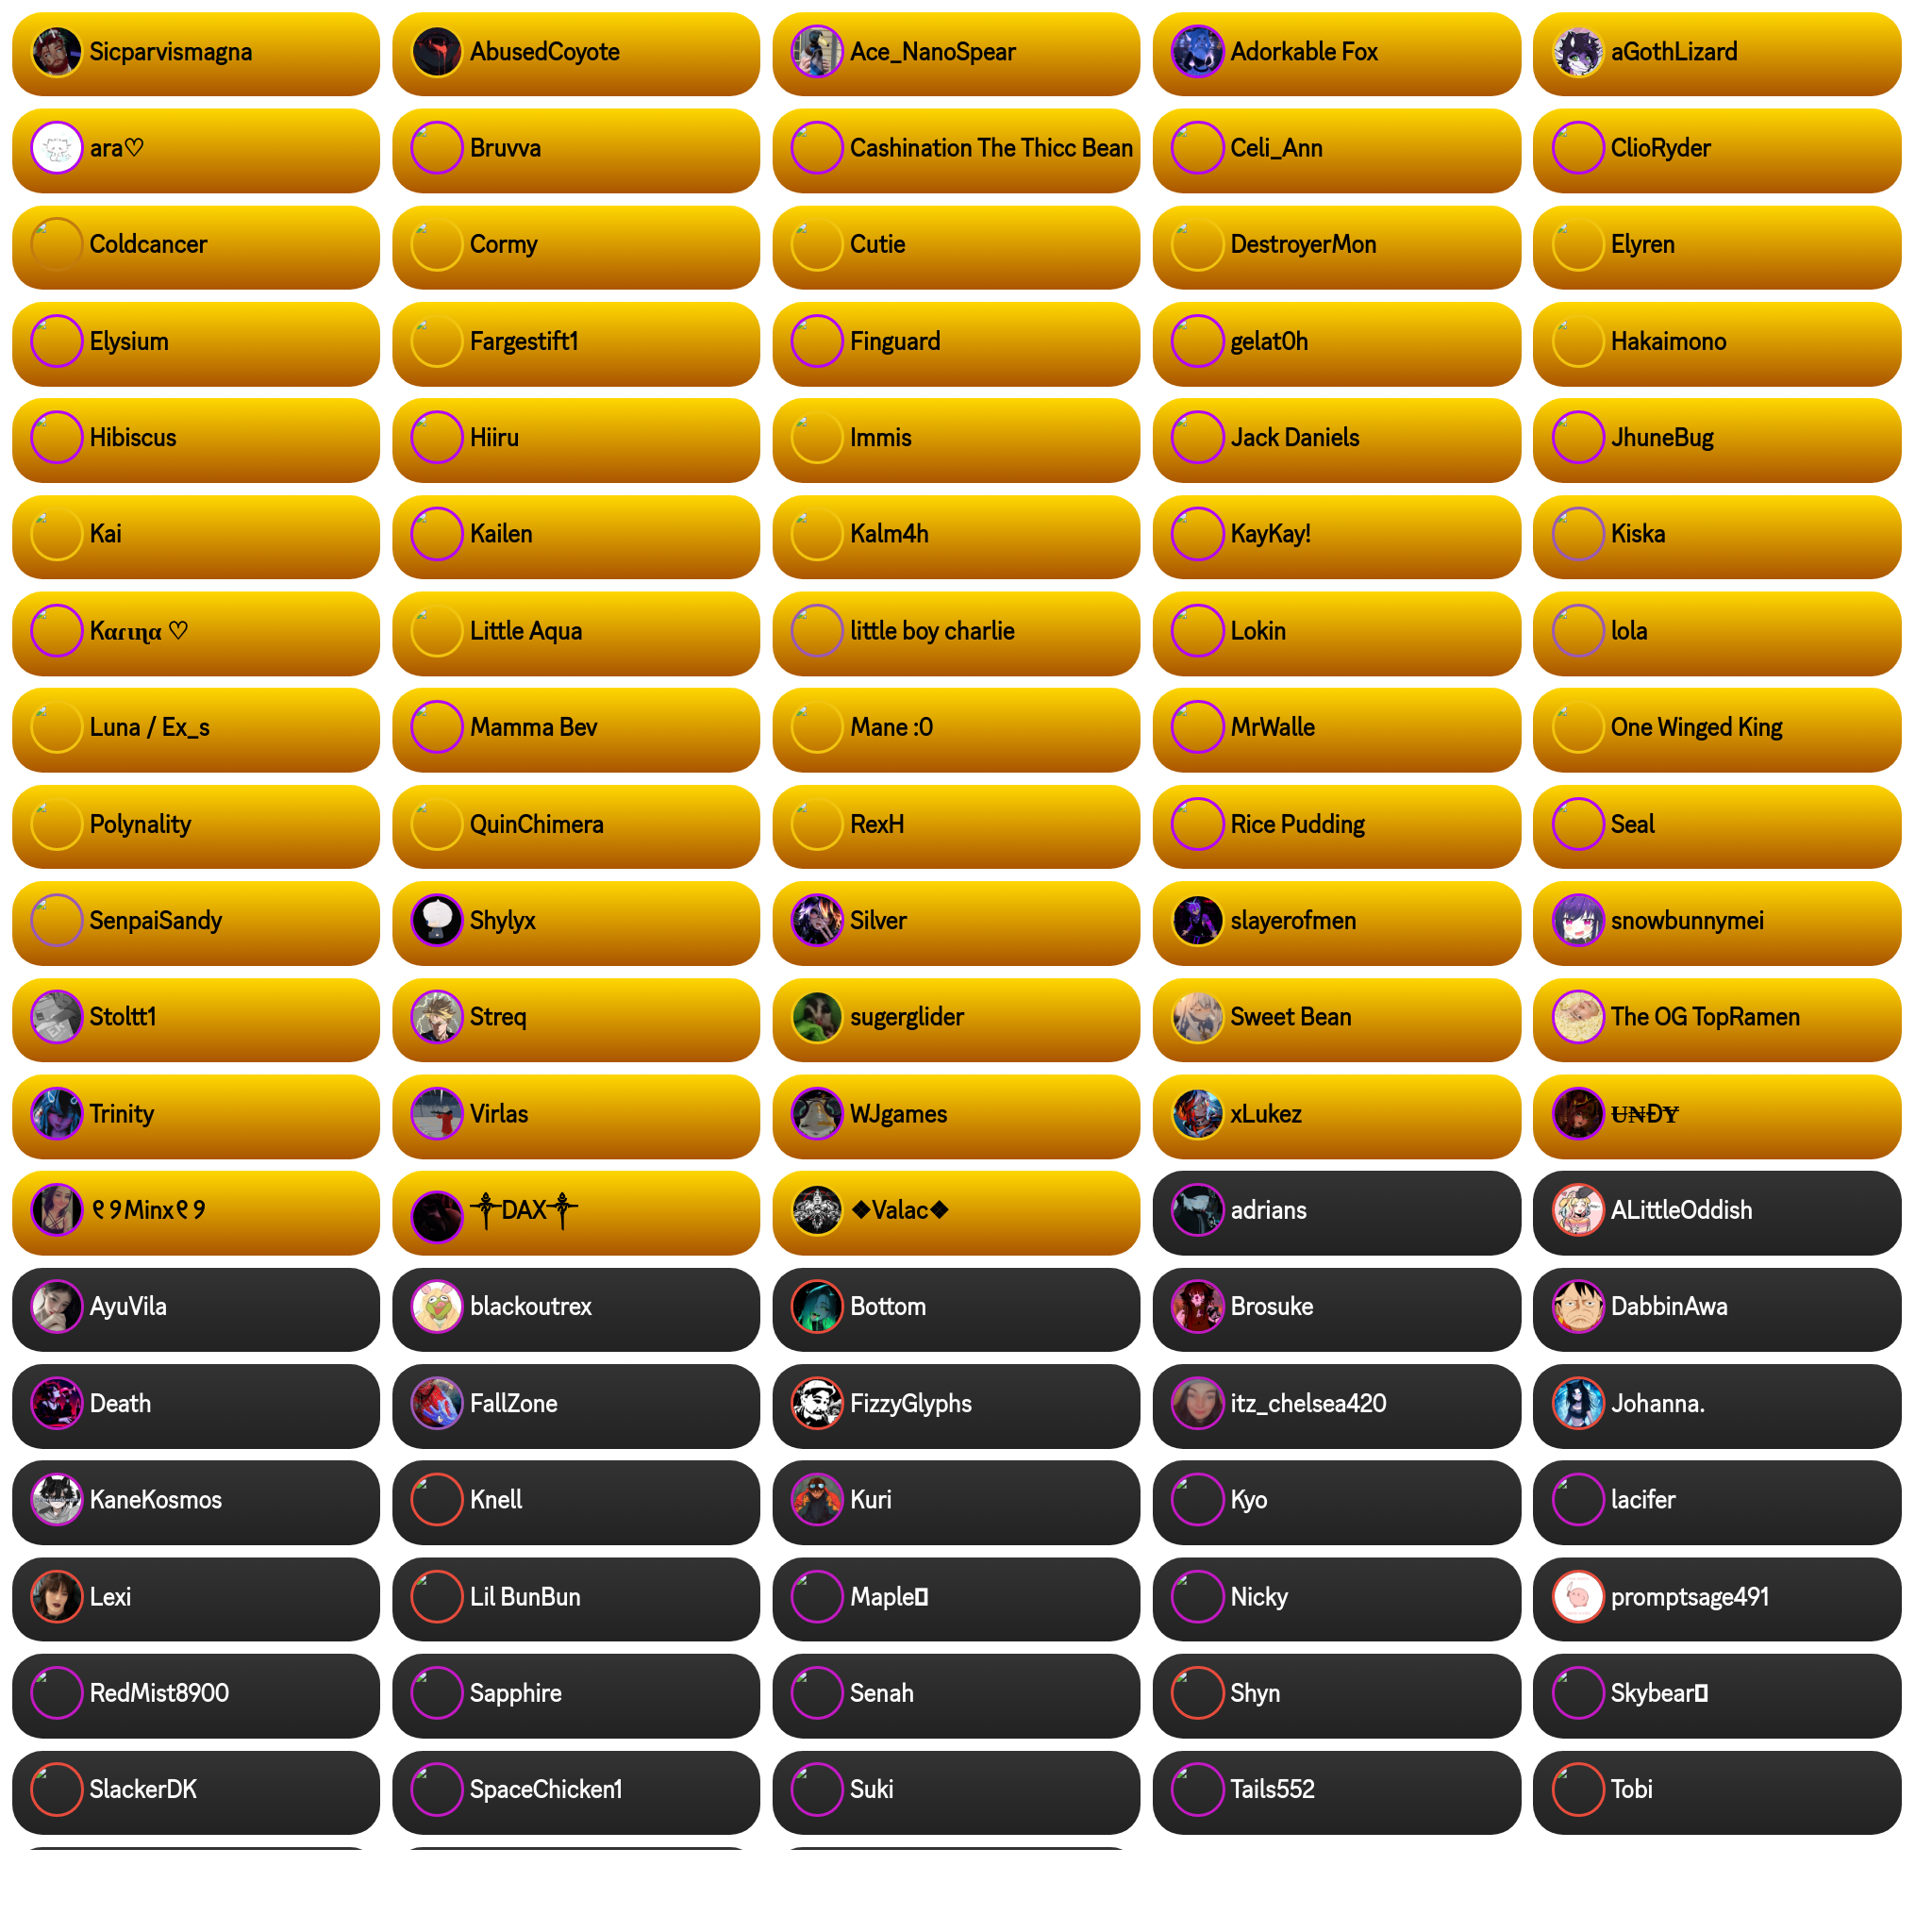 Sicparvismagna
AbusedCoyote
Ace_NanoSpear
Adorkable Fox
aGothLizard
ara♡
Bruvva
Cashination The Thicc Bean
Celi_Ann
ClioRyder
Coldcancer
Cormy
Cutie
DestroyerMon
Elyren
Elysium
Fargestift1
Finguard
gelat0h
Hakaimono
Hibiscus
Hiiru
Immis
Jack Daniels
JhuneBug
Kai
Kailen
Kalm4h
KayKay!
Kiska
Kαɾιɳα ♡
Little Aqua
little boy charlie
Lokin
lola
Luna / Ex_s
Mamma Bev
Mane :0
MrWalle
One Winged King
Polynality
QuinChimera
RexH
Rice Pudding
Seal
SenpaiSandy
Shylyx
Silver
slayerofmen
snowbunnymei
Stoltt1
Streq
sugerglider
Sweet Bean
The OG TopRamen
Trinity
Virlas
WJgames
xLukez
U̶N̶ĐY̶
୧୨Minx୧୨
⸸DAX⸸
❖Valac❖
adrians
ALittleOddish
AyuVila
blackoutrex
Bottom
Brosuke
DabbinAwa
Death
FallZone
FizzyGlyphs
itz_chelsea420
Johanna.
KaneKosmos
Knell
Kuri
Kyo
lacifer
Lexi
Lil BunBun
Maple
Nicky
promptsage491
RedMist8900
Sapphire
Senah
Shyn
Skybear
SlackerDK
SpaceChicken1
Suki
Tails552
Tobi